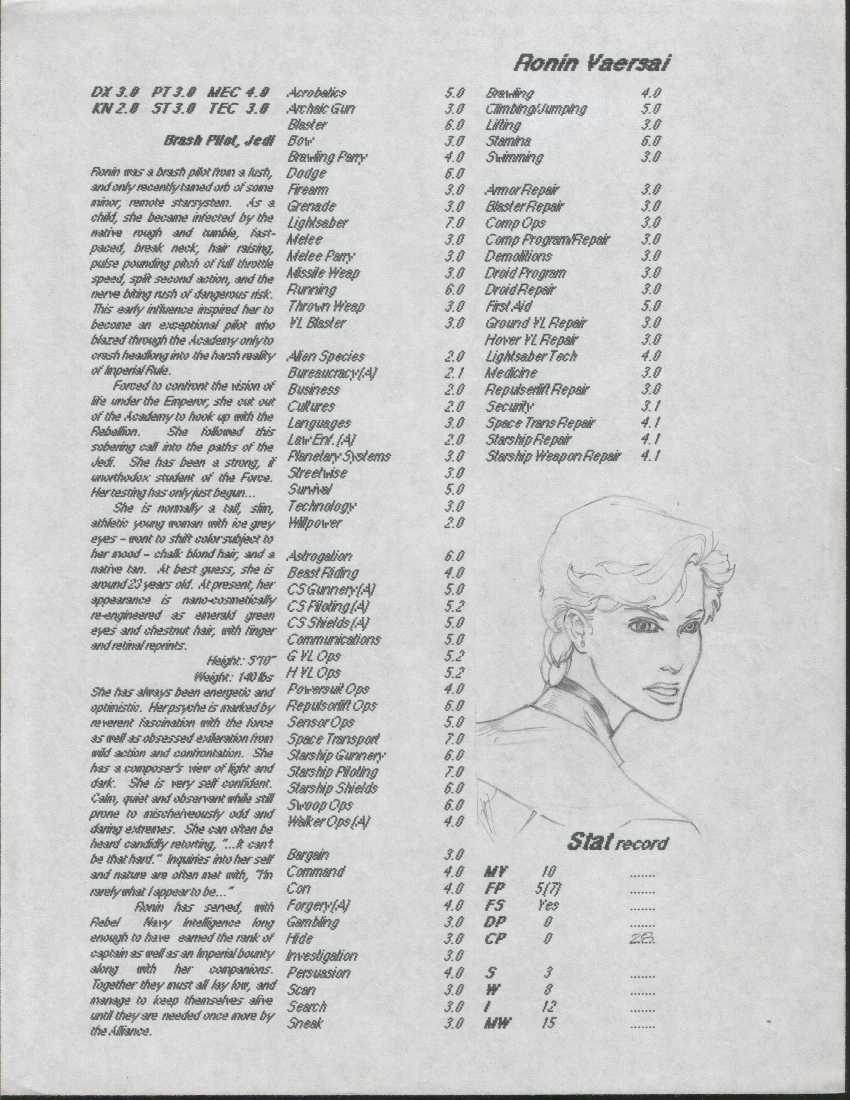 Ronin Vaersai
DX 3.0 PT 3.0 MEC 4.0
KN 2.0 ST 3.0 TEC 3.0
Brash Pilot, Jedi
Ronin was a brash pilot from a lush,
and only recently tamed orb of some
minor, remote starsystem. As a
child, she became infected by the
native rough and tumble, fast-
paced, break neck, hair raising,
pulse pounding pitch of full throttle
speed, split second action, and the
nerve biting rush of dangerous risk.
This early influence inspired her to
become an exceptional pilot who
blazed through the Academy only to
crash headlong into the harsh reality
of Imperial Rule.
Forced to confront the vision of
life under the Emperor, she cut out
of the Academy to hook up with the
Rebellion. She followed this
sobering call into the paths of the
Jedi. She has been a strong, if
unorthodox student of the Force.
Her testing has only just begun...
She is normally a tall, slim,
athletic young woman with ice grey
eyes – wont to shift color subject to
her mood – chalk blond hair, and a
native tan. At best guess, she is
around 23 years old. At present, her
appearance is nano-cosmetically
re-engineered as emerald green
eyes and chestnut hair, with finger
and retinal reprints.
Height: 5'10"
Weight: 140 lbs
She has always been energetic and
optimistic. Her psyche is marked by
reverent fascination with the force
as well as obsessed exileration from
wild action and confrontation. She
has a composer's view of light and
dark. She is very self confident.
Calm, quiet and observant while still
prone to mischeiveously odd and
daring extremes. She can often be
heard candidly retorting, "...It can't
be that hard." Inquiries into her self
and nature are often met with, "I'm
rarely what I appear to be..."
Ronin has served, with
Rebel Navy Intelligence long
enough to have earned the rank of
captain as well as an Imperial bounty
along with her companions.
Together they must all lay low, and
manage to keep themselves alive
until they are needed once more by
the Alliance.
Acrobatics 5.0
Archaic Gun 3.0
Blaster 6.0
Bow 3.0
Brawling Parry 4.0
Dodge 6.0
Firearm 3.0
Grenade 3.0
Lightsaber 7.0
Melee 3.0
Melee Parry 3.0
Missile Weap 3.0
Running 6.0
Thrown Weap 3.0
VL Blaster 3.0
Alien Species 2.0
Bureaucracy(A) 2.1
Business 2.0
Cultures 2.0
Languages 3.0
Law Enf. (A) 2.0
Planetary Systems 3.0
Streetwise 3.0
Survival 5.0
Technology 3.0
Willpower 2.0
Astrogation 6.0
Beast Riding 4.0
CS Gunnery(A) 5.0
CS Piloting(A) 5.2
CS Shields(A) 5.0
Communications 5.0
G VL Ops 5.2
H VL Ops 5.2
Powersuit Ops 4.0
Repulsorlift Ops 6.0
Sensor Ops 5.0
Space Transport 7.0
Starship Gunnery 6.0
Starship Piloting 7.0
Starship Shields 6.0
Swoop Ops 6.0
Walker Ops(A) 4.0
Bargain 3.0
Command 4.0
Con 4.0
Forgery(A) 4.0
Gambling 3.0
Hide 3.0
Investigation 3.0
Persuasion 4.0
Scan 3.0
Search 3.0
Sneak 3.0
Brawling 4.0
Climbing/Jumping 5.0
Lifting 3.0
Stamina 6.0
Swimming 3.0
Armor Repair 3.0
Blaster Repair 3.0
Comp Ops 3.0
Comp Program/Repair 3.0
Demolitions 3.0
Droid Program 3.0
Droid Repair 3.0
First Aid 5.0
Ground VL Repair 3.0
Hover VL Repair 3.0
Lightsaber Tech 4.0
Medicine 3.0
Repulserlift Repair 3.0
Security 3.1
Space Trans Repair 4.1
Starship Repair 4.1
Starship Weapon Repair 4.1
Stat record
MV 10 .......
FP 5(7) .......
FS Yes .......
DP 0 .......
CP 0 28.
S 3 .......
W 8 .......
I 12 .......
MW 15 .......